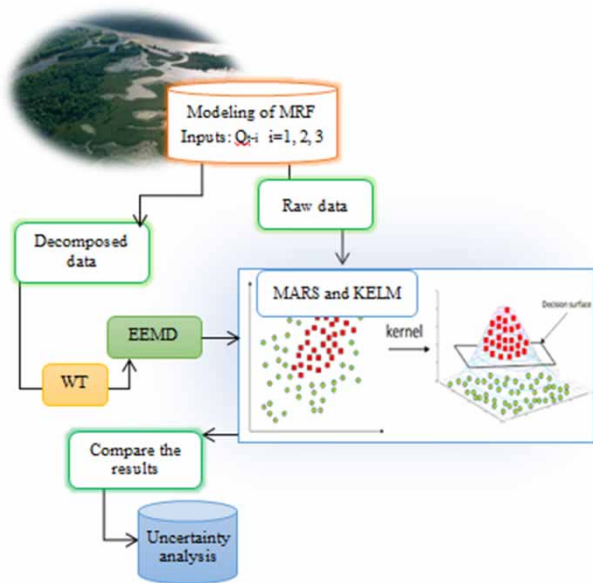 Modeling of MRF
Inputs: Qt-i i=1, 2, 3
Raw data
Decomposed
data
MARS and KELM
Decision surface
kernel
EEMD
WT
Compare the
results
Uncertainty
analysis